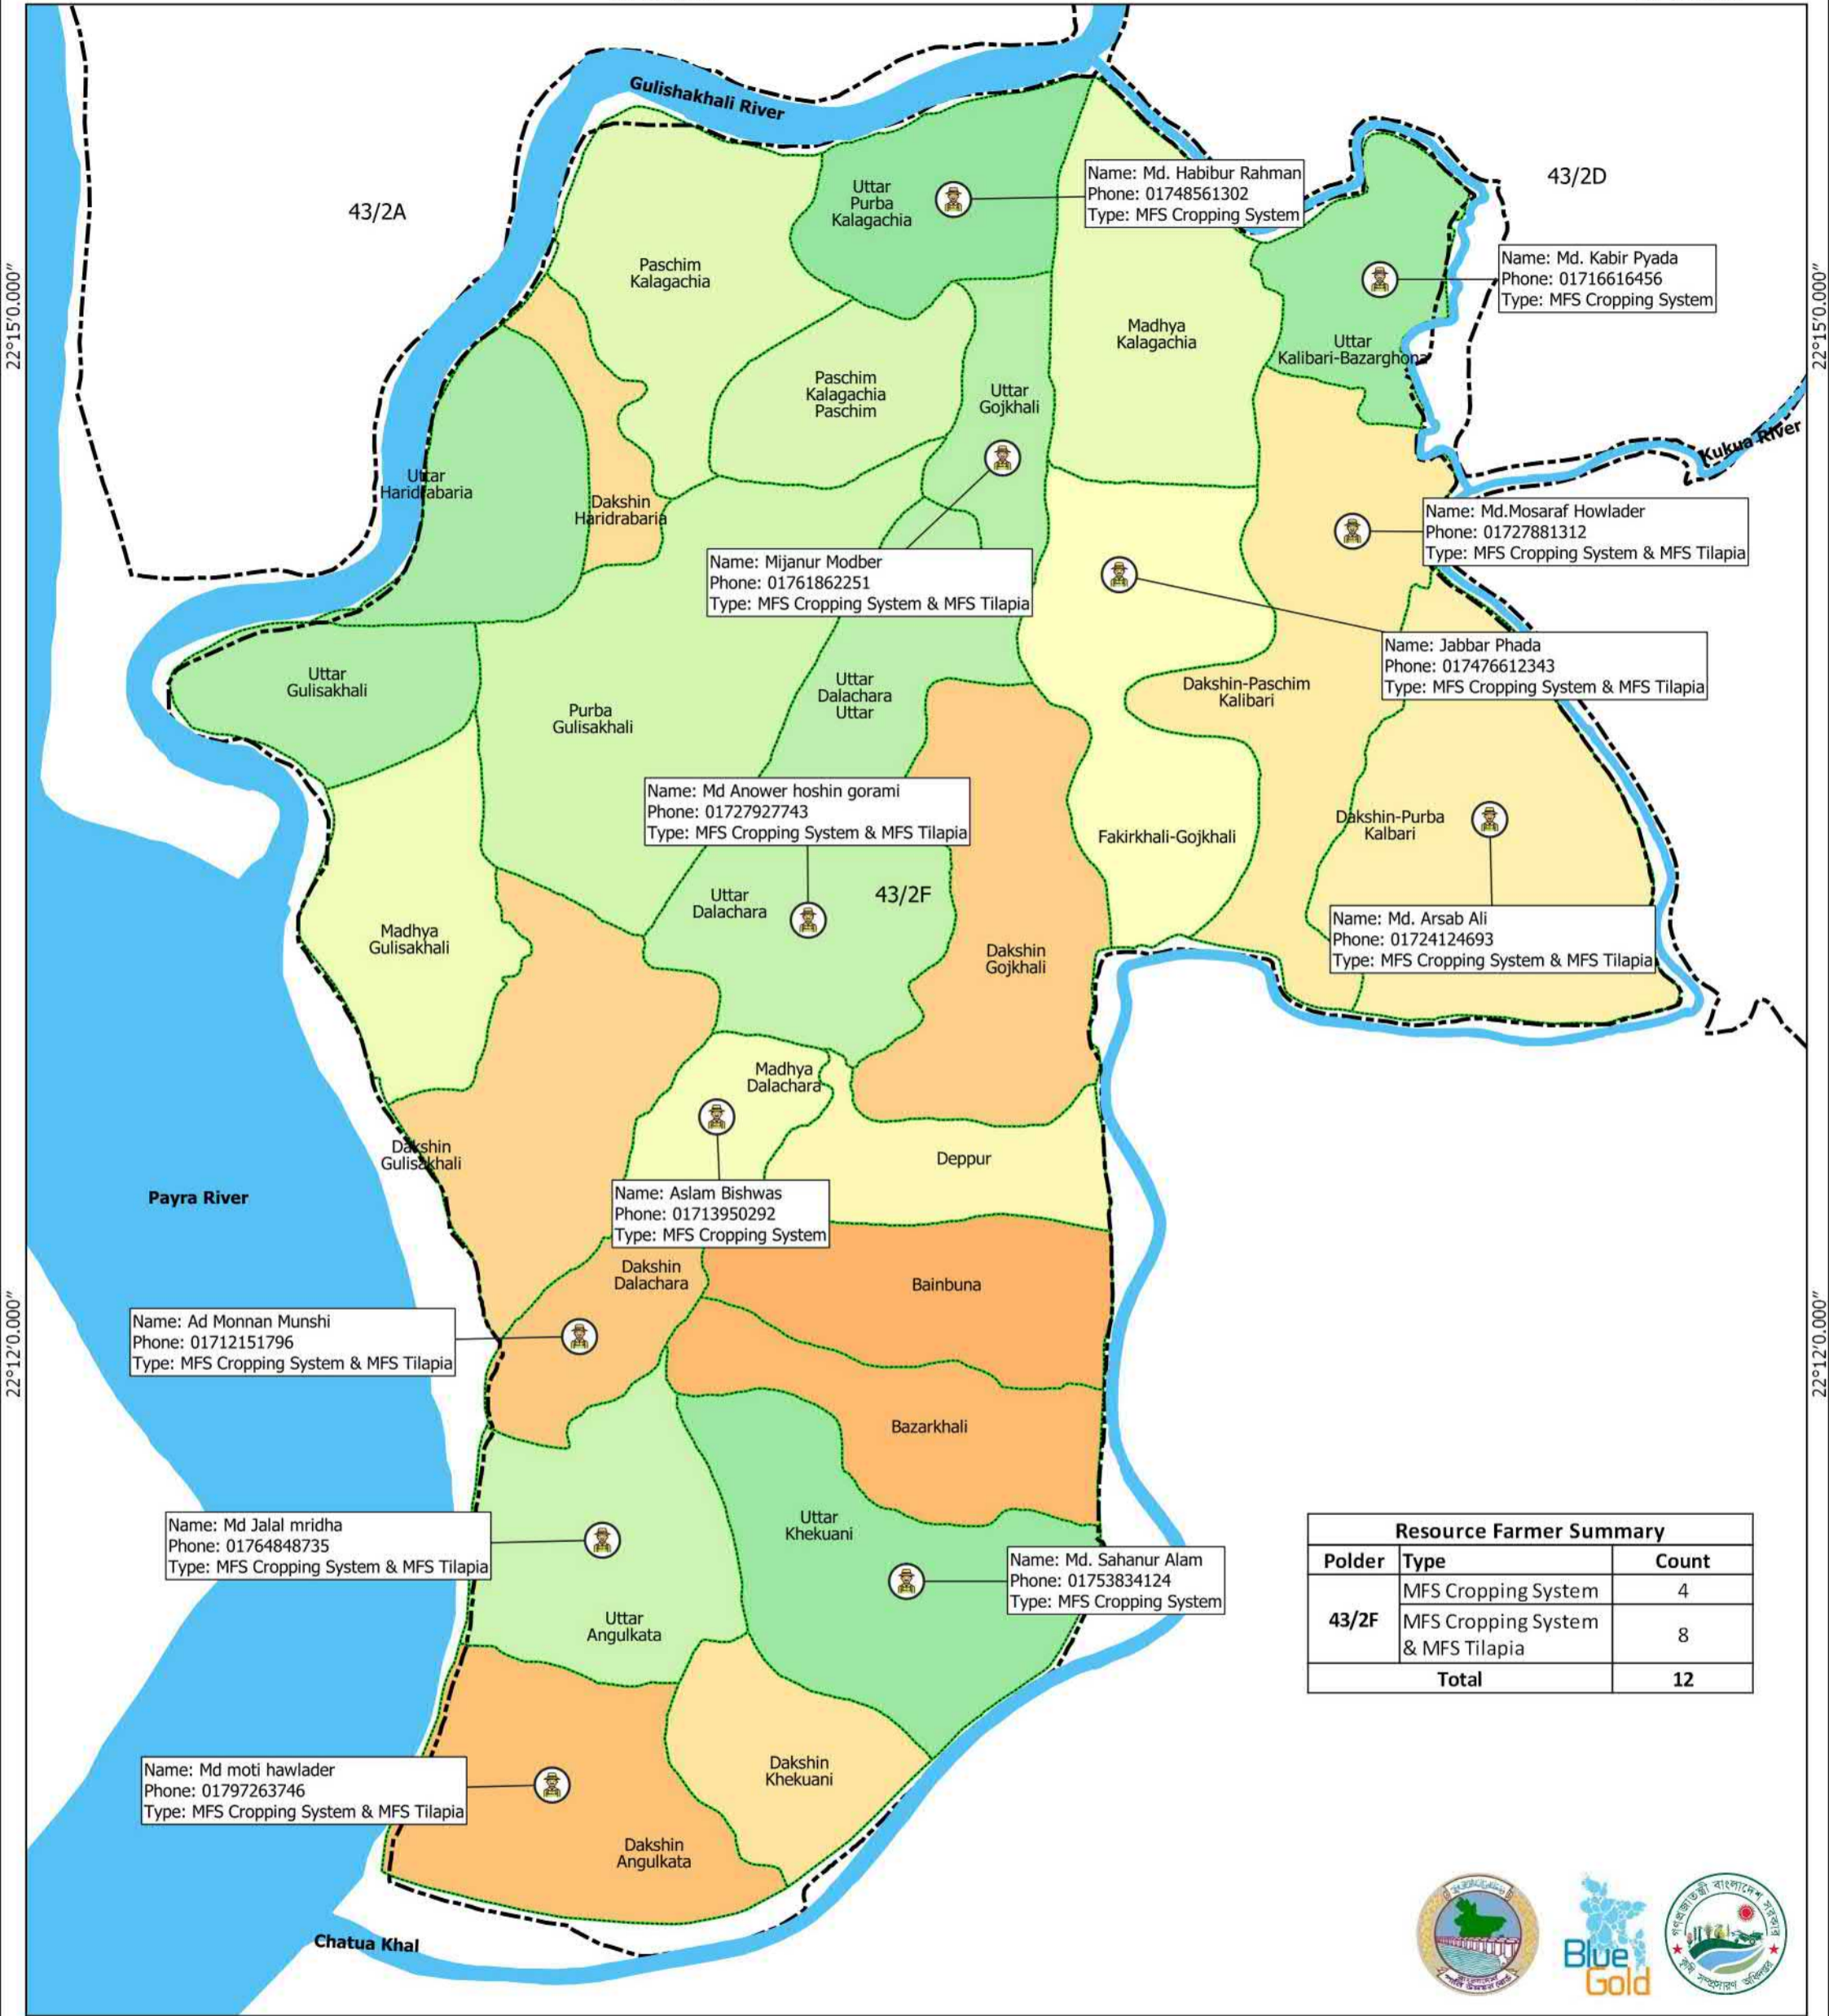 Gulishakhali River
43/2A
43/2D
22°15'0.000"
22°15'0.000"
Uttar
Purba
Kalagachia
Name: Md. Habibur Rahman
Phone: 01748561302
Type: MFS Cropping System
Name: Md. Kabir Pyada
Phone: 01716616456
Type: MFS Cropping System
Paschim
Kalagachia
Madhya
Kalagachia
Uttar
Kalibari-Bazarghona
Paschim
Kalagachia
Paschim
Uttar
Gojkhali
Kukua River
Uttar
Haridrabaria
Dakshin
Haridrabaria
Name: Md.Mosaraf Howlader
Phone: 01727881312
Type: MFS Cropping System & MFS Tilapia
Name: Mijanur Modber
Phone: 01761862251
Type: MFS Cropping System & MFS Tilapia
Name: Jabbar Phada
Phone: 017476612343
Type: MFS Cropping System & MFS Tilapia
Uttar
Gulisakhali
Purba
Gulisakhali
Uttar
Dalachara
Uttar
Dakshin-Paschim
Kalibari
Name: Md Anower hoshin gorami
Phone: 01727927743
Type: MFS Cropping System & MFS Tilapia
Fakirkhali-Gojkhali
Dakshin-Purba
Kalbari
Uttar
Dalachara
43/2F
Madhya
Gulisakhali
Dakshin
Gojkhali
Name: Md. Arsab Ali
Phone: 01724124693
Type: MFS Cropping System & MFS Tilapia
Madhya
Dalachara
Dakshin
Gulisakhali
Deppur
Payra River
Name: Aslam Bishwas
Phone: 01713950292
Type: MFS Cropping System
Dakshin
Dalachara
Bainbuna
22°12'0.000"
22°12'0.000"
Name: Ad Monnan Munshi
Phone: 01712151796
Type: MFS Cropping System & MFS Tilapia
Bazarkhali
Name: Md Jalal mridha
Phone: 01764848735
Type: MFS Cropping System & MFS Tilapia
Uttar
Khekuani
Name: Md. Sahanur Alam
Phone: 01753834124
Type: MFS Cropping System
Uttar
Angulkata
Resource Farmer Summary
Polder Type Count
MFS Cropping System 4
43/2F MFS Cropping System
& MFS Tilapia 8
Total 12
Name: Md moti hawlader
Phone: 01797263746
Type: MFS Cropping System & MFS Tilapia
Dakshin
Khekuani
Dakshin
Angulkata
Chatua Khal
Blue
Gold
গণপ্রজাতন্ত্রী বাংলাদেশ সরকার
কৃষি সম্প্রসারণ অধিদপ্তর